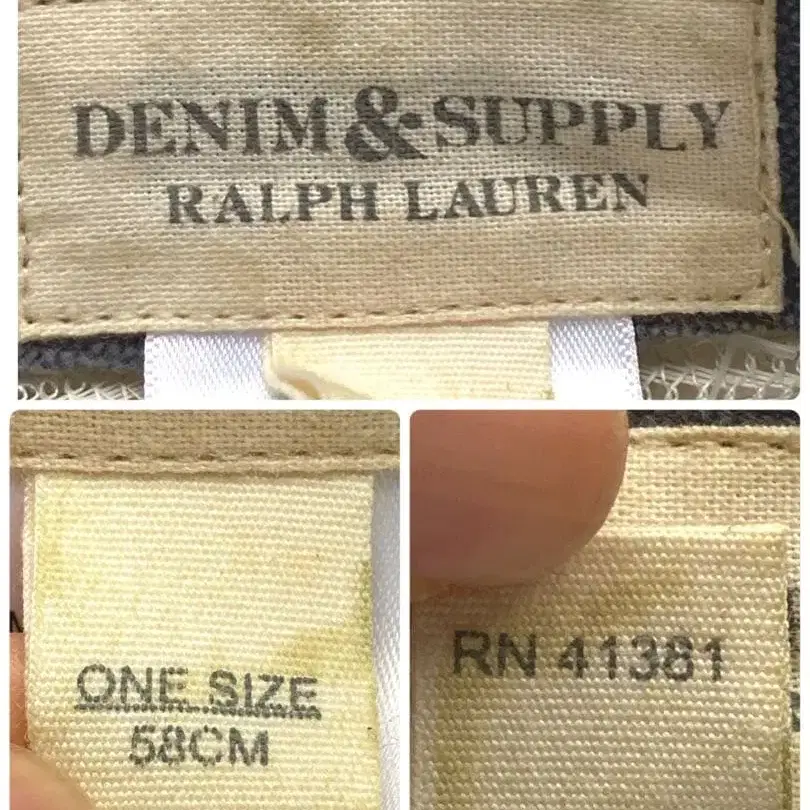 DENIM & SUPPLY
RALPH LAUREN
ONE SIZE
58CM
RN 41381